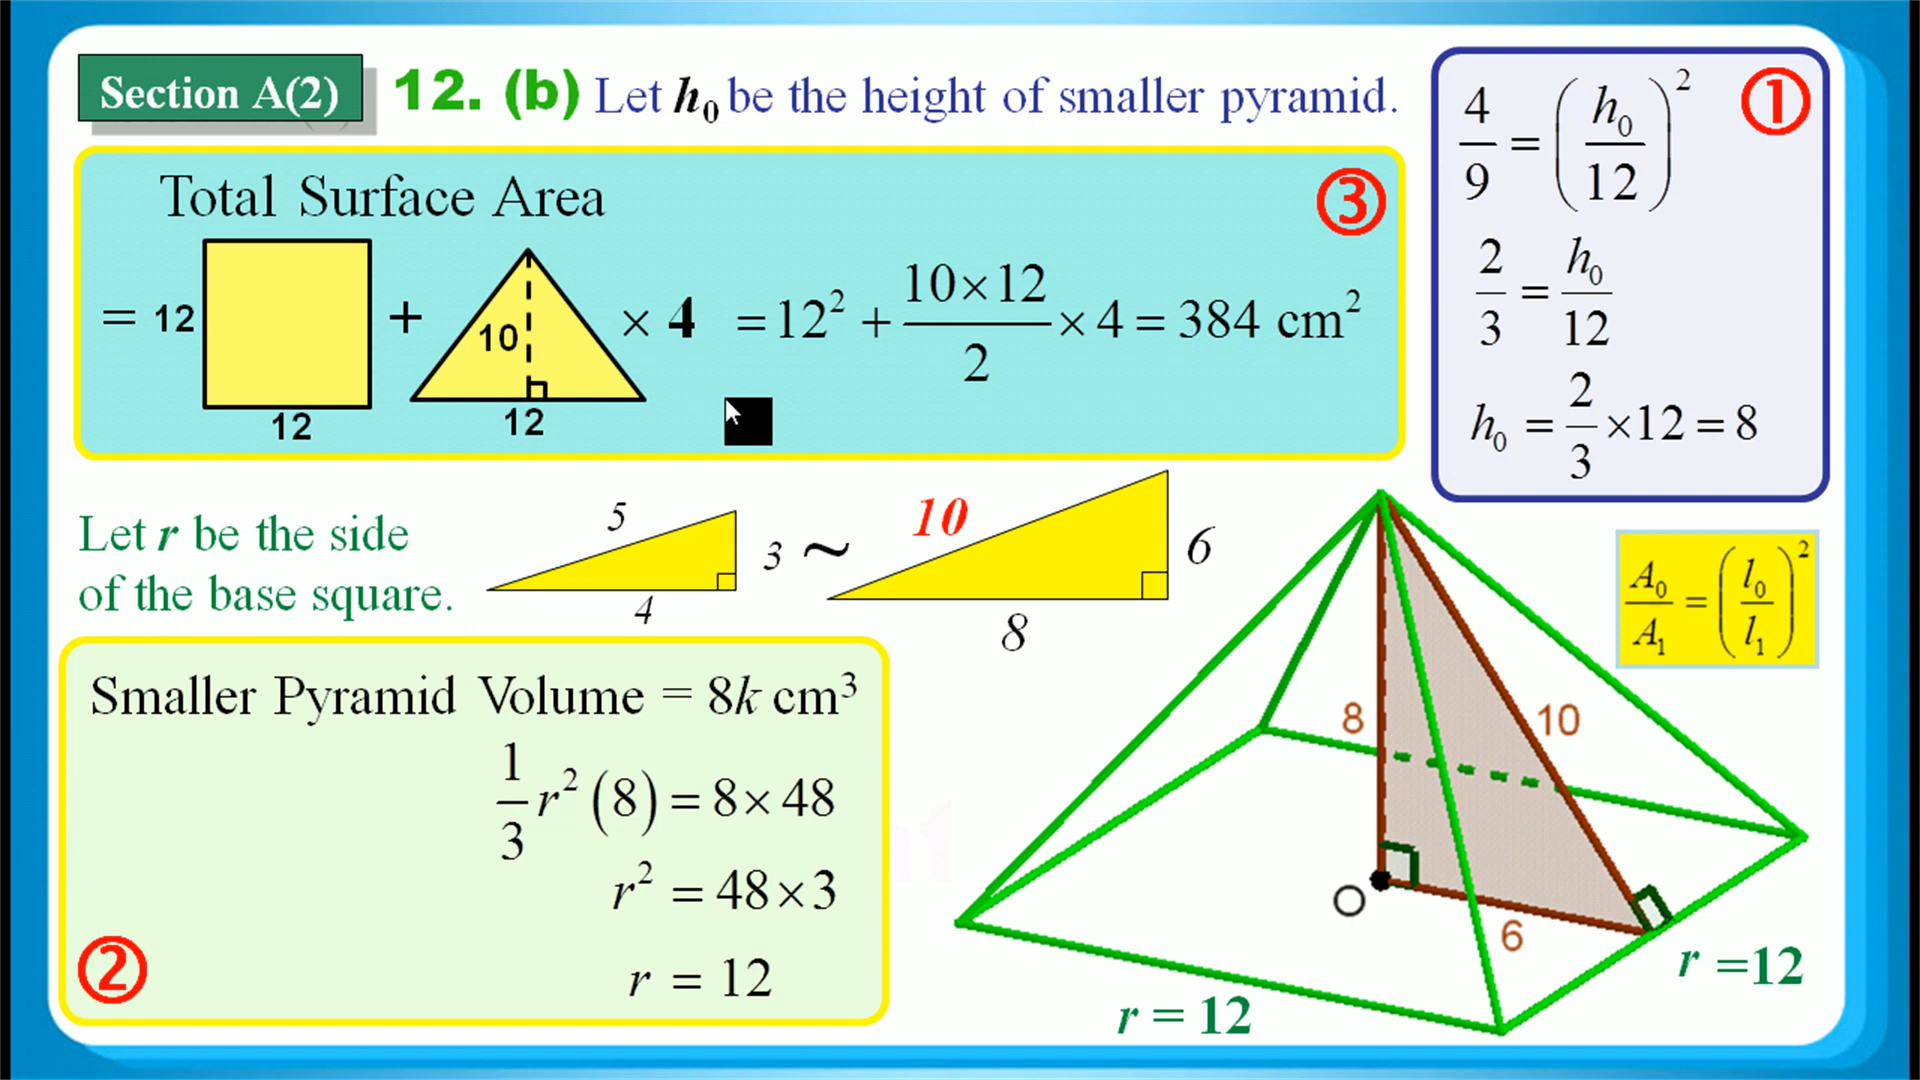 Section A(2)
12. (b) Let h₀ be the height of smaller pyramid.
①
4/9 = (h₀/12)²
2/3 = h₀/12
h₀ = 2/3 ×12 = 8
③
Total Surface Area
= 12 + 10 × 4 = 12² + (10×12)/2 × 4 = 384 cm²
12 12
Let r be the side
of the base square.
5 3 ~ 10 6
4 8
A₀/A₁ = (l₀/l₁)²
②
Smaller Pyramid Volume = 8k cm³
1/3 r² (8) = 8×48
r² = 48×3
r = 12
8 10
O 6
r =12
r = 12